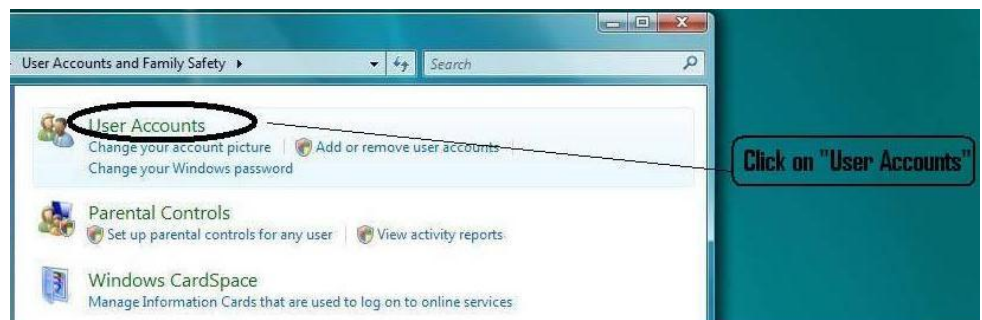 User Accounts and Family Safety
Search
User Accounts
Change your account picture
Add or remove user accounts
Change your Windows password
Click on "User Accounts"
Parental Controls
Set up parental controls for any user
View activity reports
Windows CardSpace
Manage Information Cards that are used to log on to online services